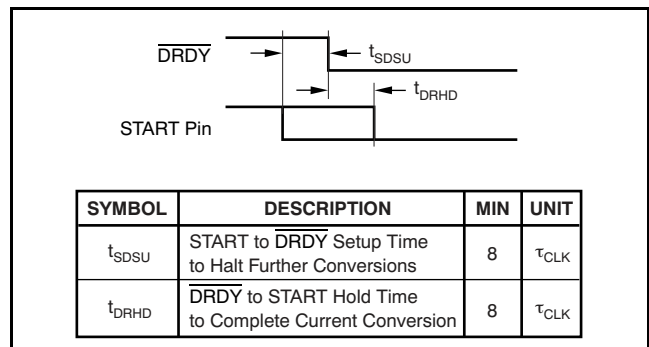 DRDY
tSDSU
tDRHD
START Pin
SYMBOL DESCRIPTION MIN UNIT
tSDSU START to DRDY Setup Time to Halt Further Conversions 8 τCLK
tDRHD DRDY to START Hold Time to Complete Current Conversion 8 τCLK